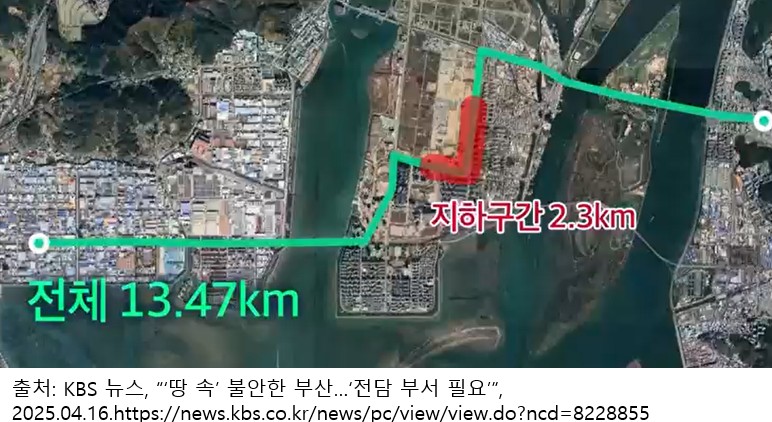 지하구간 2.3km
전체 13.47km
출처: KBS 뉴스, “‘땅 속’ 불안한 부산...‘전담 부서 필요’”,
2025.04.16.https://news.kbs.co.kr/news/pc/view/view.do?ncd=8228855